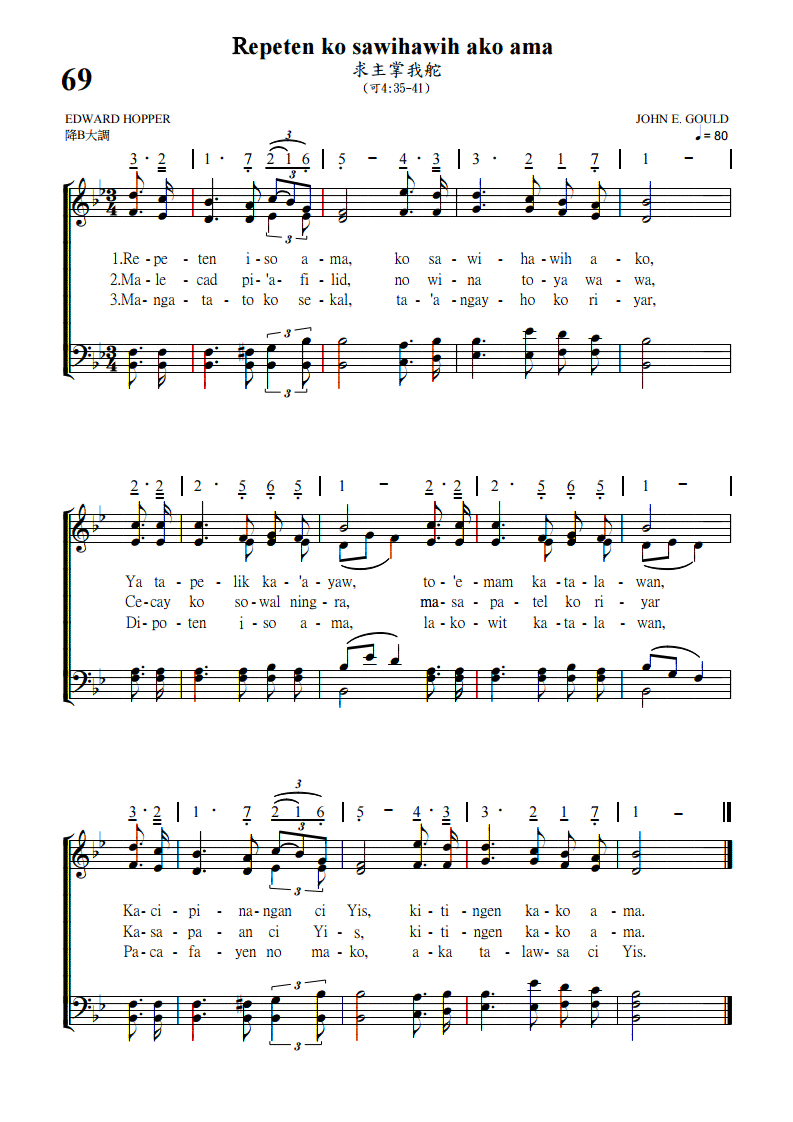 Repeten ko sawihawih ako ama
求主掌我舵
(可4:35-41)
69
EDWARD HOPPER
JOHN E. GOULD
降B大調
♩ = 80
3 · 2 | 1 · 7 2 1 6 | 5 – 4 · 3 | 3 · 2 1 7 | 1 – |
1.Re - pe - ten i - so a - ma, ko sa - wi - ha - wih a - ko,
2.Ma - le - cad pi - 'a - fi - lid, no wi - na to - ya wa - wa,
3.Ma - nga - ta - to ko se - kal, ta - 'a - ngay - ho ko ri - yar,
2 · 2 | 2 · 5 6 5 | 1 – 2 · 2 | 2 · 5 6 5 | 1 – |
Ya ta - pe - lik ka - 'a - yaw, to - 'e - mam ka - ta - la - wan,
Ce - cay ko so - wal ning - ra, ma - sa - pa - tel ko ri - yar
Di - po - ten i - so a - ma, la - ko - wit ka - ta - la - wan,
3 · 2 | 1 · 7 2 1 6 | 5 – 4 · 3 | 3 · 2 1 7 | 1 –
Ka - ci - pi - na - ngan ci Yis, ki - ti - ngen ka - ko a - ma.
Ka - sa - pa - an ci Yi - s, ki - ti - ngen ka - ko a - ma.
Pa - ca - fa - yen no ma - ko, a - ka ta - law - sa ci Yis.